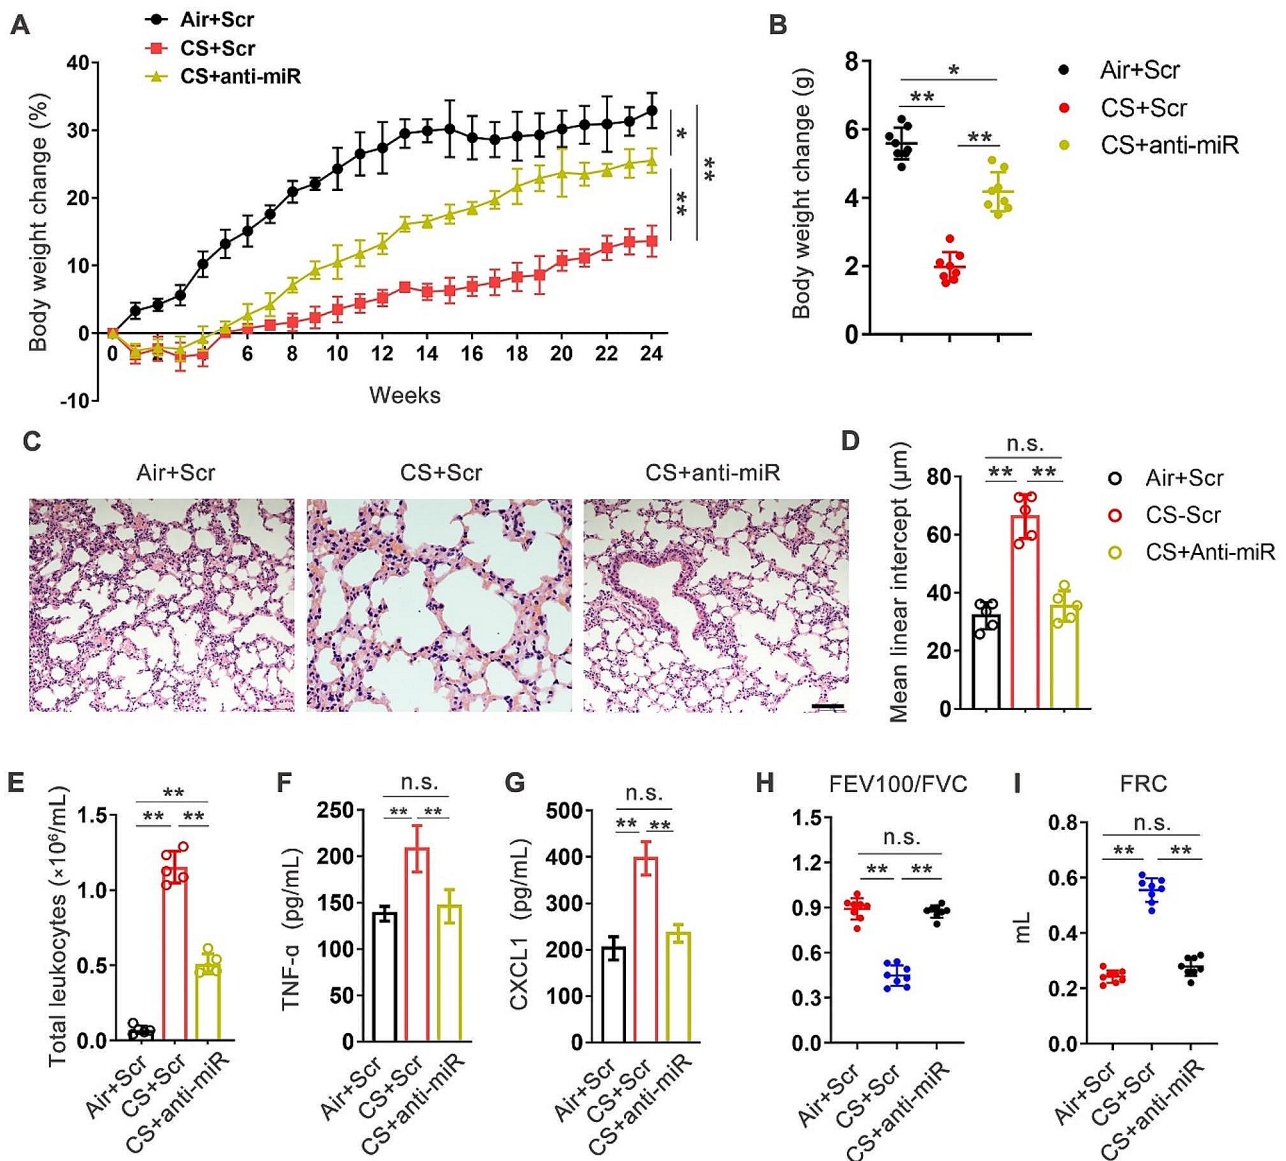 A
Air+Scr
CS+Scr
CS+anti-miR
Body weight change (%)
40
30
20
10
0
-10
0 2 4 6 8 10 12 14 16 18 20 22 24
Weeks
*
**
**
B
Body weight change (g)
8
6
4
2
0
*
**
**
Air+Scr
CS+Scr
CS+anti-miR
C
Air+Scr
CS+Scr
CS+anti-miR
D
Mean linear intercept (µm)
80
60
40
20
0
n.s.
** **
Air+Scr
CS-Scr
CS+Anti-miR
E
Total leukocytes (×10⁶/mL)
1.5
1.0
0.5
0.0
**
** **
Air+Scr
CS+Scr
CS+anti-miR
F
TNF-α (pg/mL)
250
200
150
100
50
0
n.s.
** **
Air+Scr
CS+Scr
CS+anti-miR
G
CXCL1 (pg/mL)
500
400
300
200
100
0
n.s.
** **
Air+Scr
CS+Scr
CS+anti-miR
H
FEV100/FVC
1.5
1.2
0.9
0.6
0.3
0.0
n.s.
** **
Air+Scr
CS+Scr
CS+anti-miR
I
FRC
mL
0.8
0.6
0.4
0.2
0.0
n.s.
** **
Air+Scr
CS+Scr
CS+anti-miR